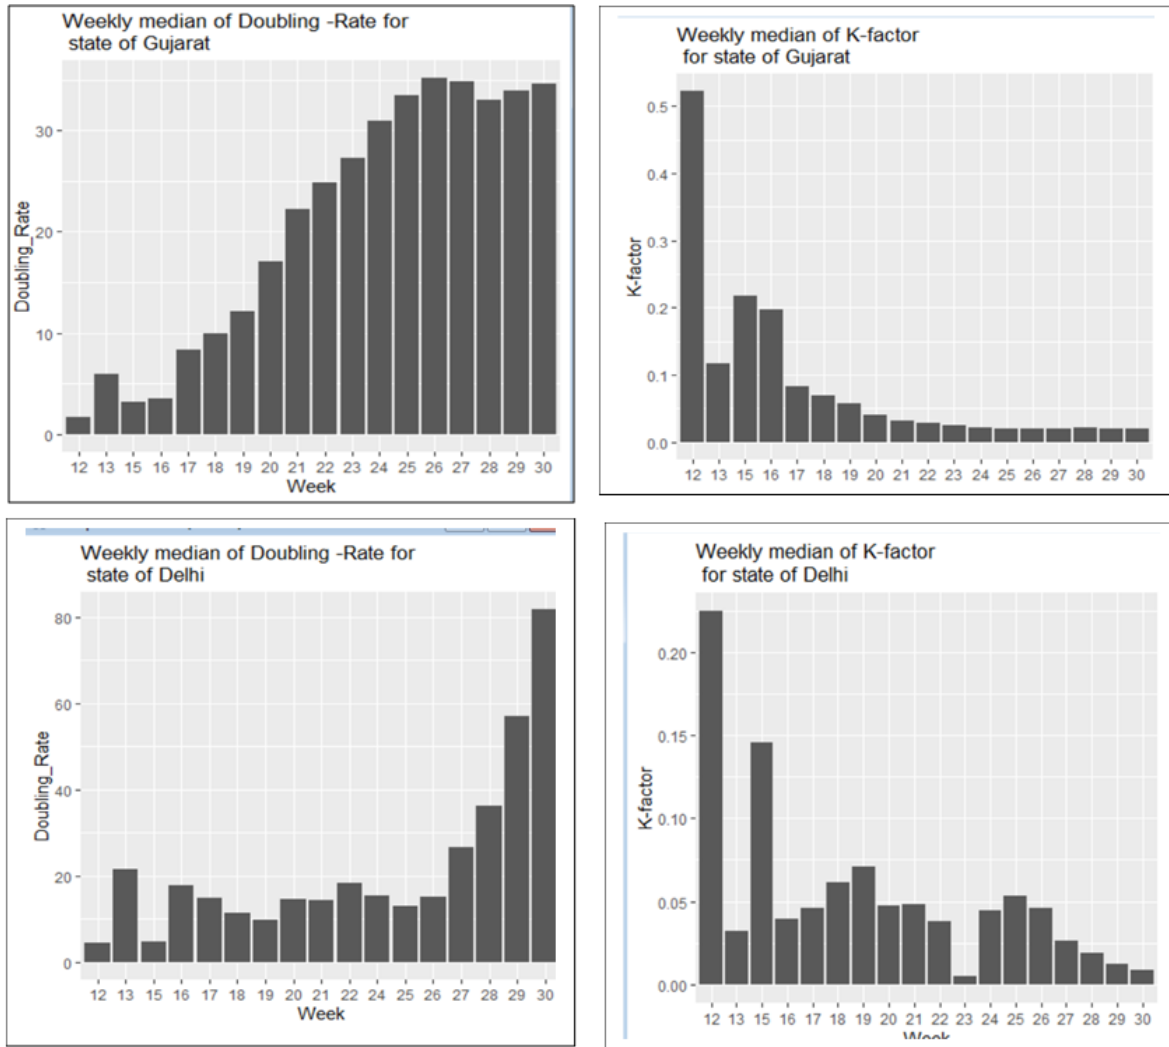 Weekly median of Doubling -Rate for
state of Gujarat
Doubling_Rate
30
20
10
0
12 13 15 16 17 18 19 20 21 22 23 24 25 26 27 28 29 30
Week
Weekly median of K-factor
for state of Gujarat
K-factor
0.5
0.4
0.3
0.2
0.1
0.0
12 13 15 16 17 18 19 20 21 22 23 24 25 26 27 28 29 30
Weekly median of Doubling -Rate for
state of Delhi
Doubling_Rate
80
60
40
20
0
12 13 15 16 17 18 19 20 21 22 24 25 26 27 28 29 30
Week
Weekly median of K-factor
for state of Delhi
K-factor
0.20
0.15
0.10
0.05
0.00
12 13 15 16 17 18 19 20 21 22 23 24 25 26 27 28 29 30
Week